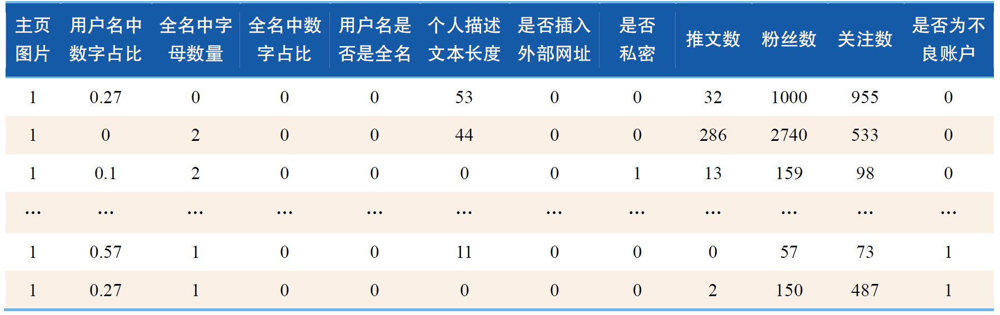 主页图片 用户名中数字占比 全名中字母数量 全名中数字占比 用户名是否是全名 个人描述文本长度 是否插入外部网址 是否私密 推文数 粉丝数 关注数 是否为不良账户
1 0.27 0 0 0 53 0 0 32 1000 955 0
1 0 2 0 0 44 0 0 286 2740 533 0
1 0.1 2 0 0 0 0 1 13 159 98 0
… … … … … … … … … … … …
1 0.57 1 0 0 11 0 0 0 57 73 1
1 0.27 1 0 0 0 0 0 2 150 487 1